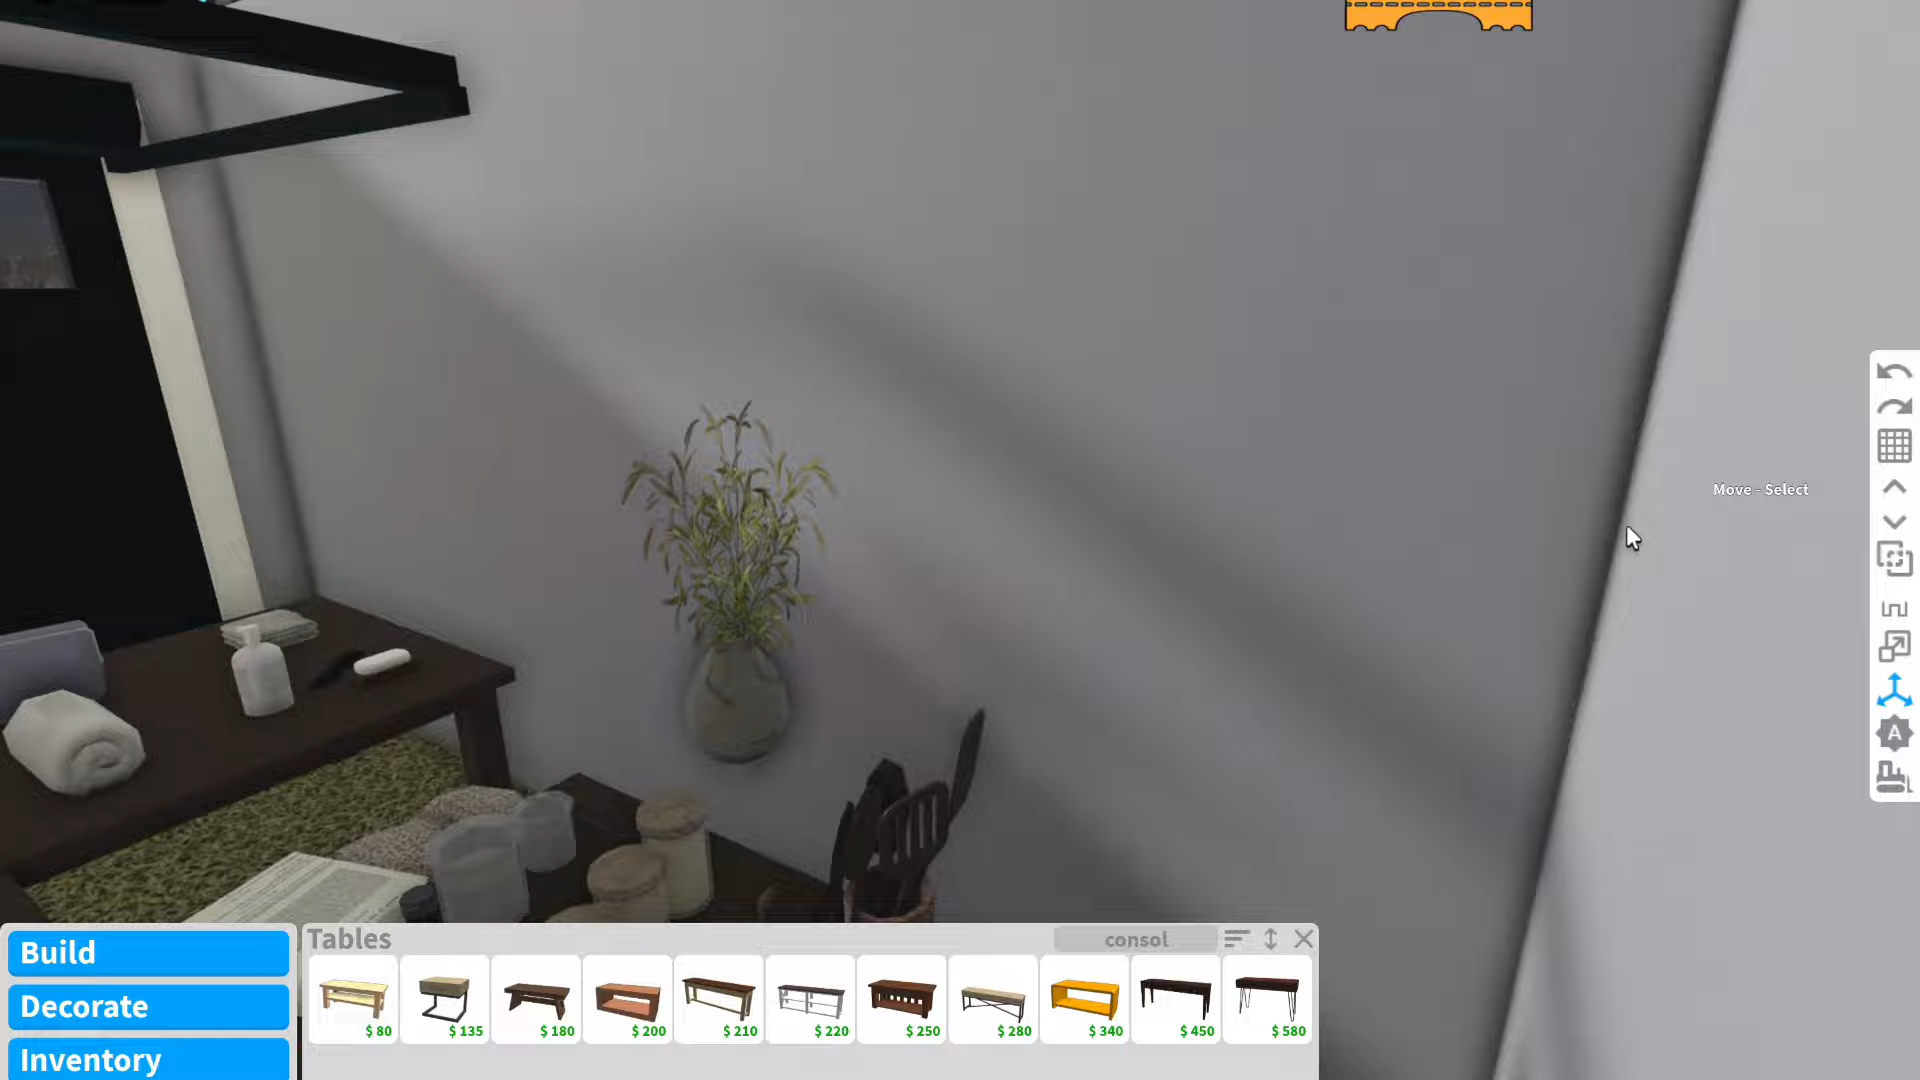 Move - Select
Build
Decorate
Inventory
Tables
consol
$ 80
$ 135
$ 180
$ 200
$ 210
$ 220
$ 250
$ 280
$ 340
$ 450
$ 580
A